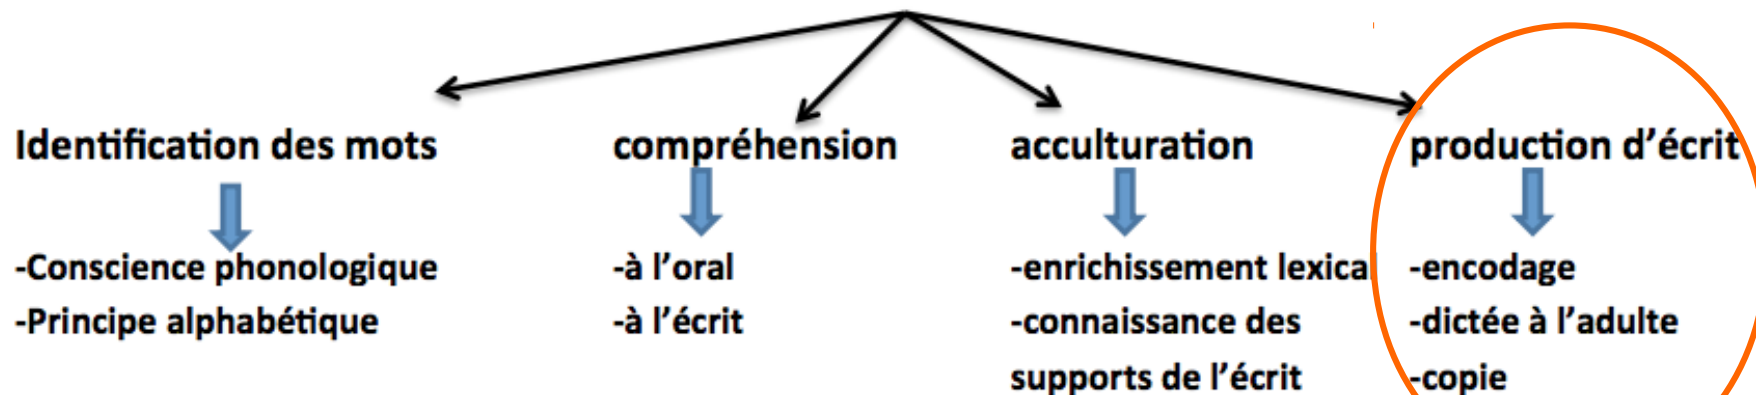 Identification des mots
-Conscience phonologique
-Principe alphabétique
compréhension
-à l'oral
-à l'écrit
acculturation
-enrichissement lexical
-connaissance des
supports de l'écrit
production d'écrit
-encodage
-dictée à l'adulte
-copie